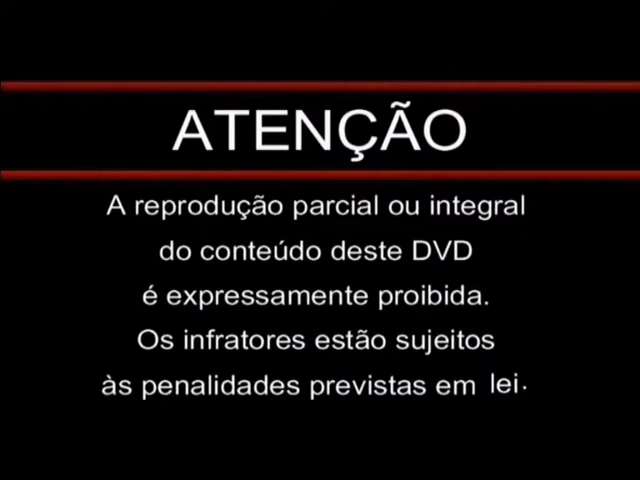 ATENÇÃO
A reprodução parcial ou integral
do conteúdo deste DVD
é expressamente proibida.
Os infratores estão sujeitos
às penalidades previstas em lei.